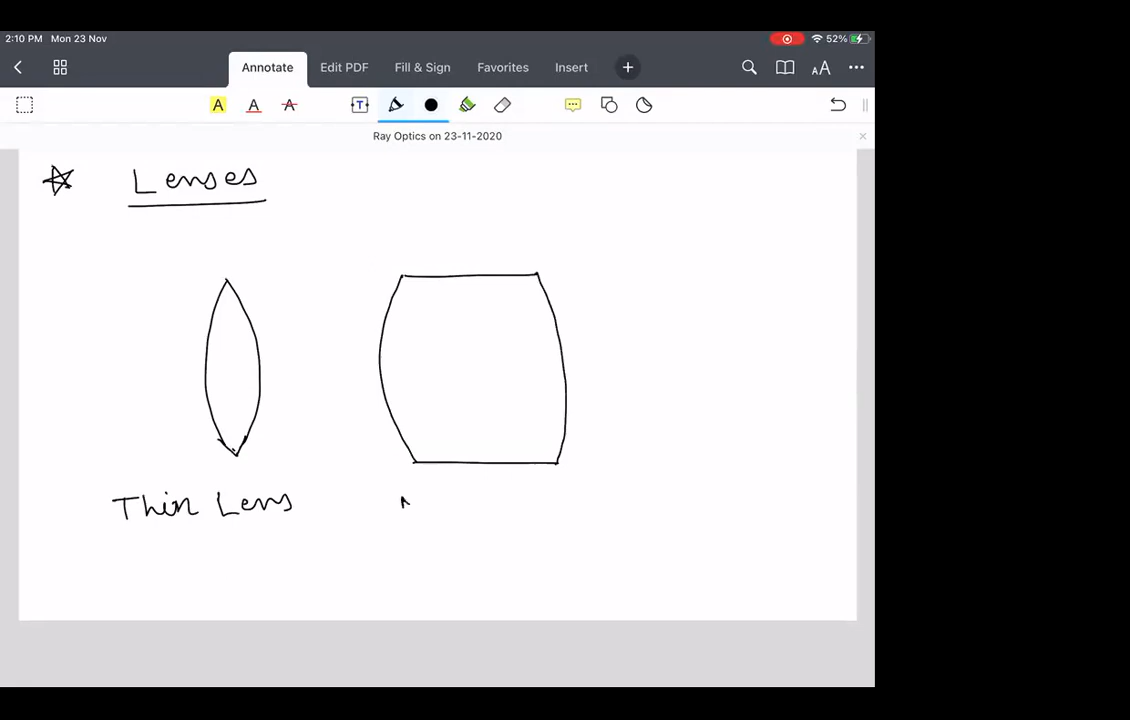 2:10 PM Mon 23 Nov
52%
Annotate Edit PDF Fill & Sign Favorites Insert
AA
A A A T
Ray Optics on 23-11-2020
Lenses
Thin Lens